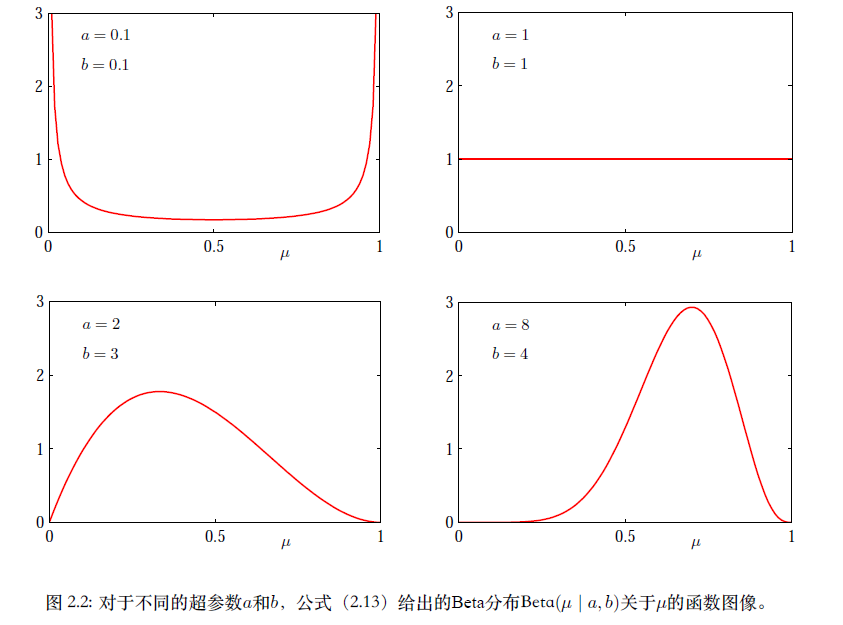 3
a = 0.1
b = 0.1
2
1
0
0 0.5 μ 1
3
a = 1
b = 1
2
1
0
0 0.5 μ 1
3
a = 2
b = 3
2
1
0
0 0.5 μ 1
3
a = 8
b = 4
2
1
0
0 0.5 μ 1
图 2.2: 对于不同的超参数a和b，公式（2.13）给出的Beta分布Beta(μ | a, b)关于μ的函数图像。